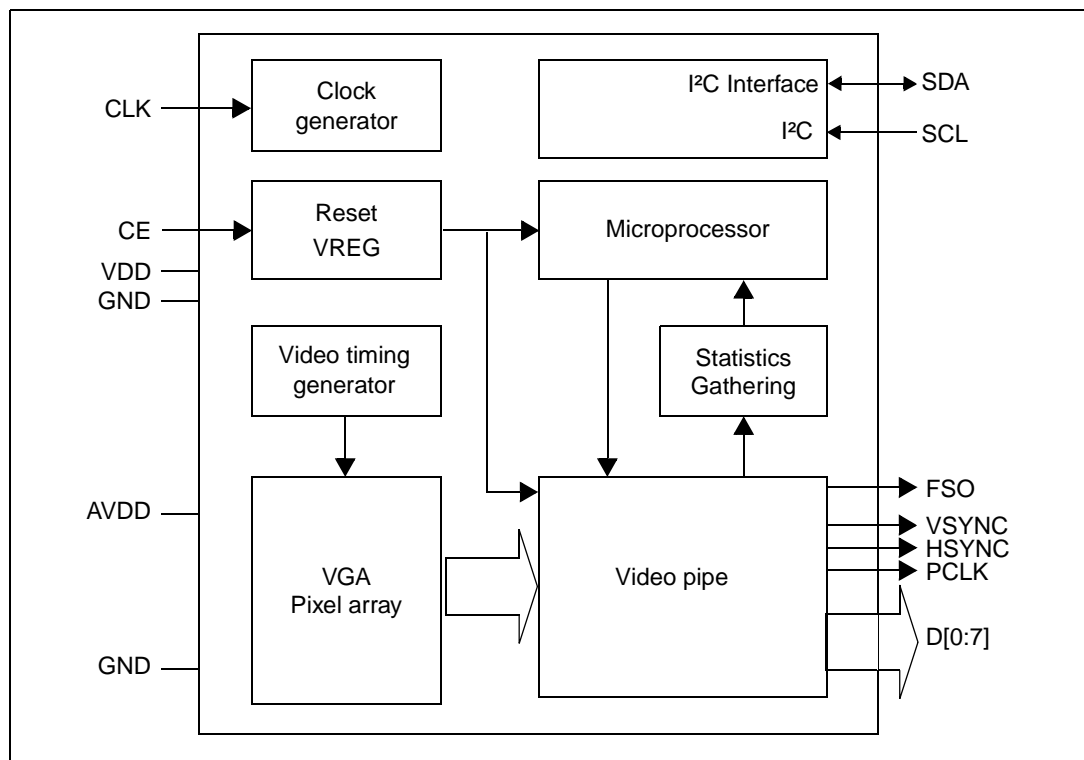 CLK
Clock
generator
I²C Interface
SDA
I²C
SCL
CE
Reset
VREG
Microprocessor
VDD
GND
Video timing
generator
Statistics
Gathering
AVDD
VGA
Pixel array
Video pipe
FSO
VSYNC
HSYNC
PCLK
D[0:7]
GND